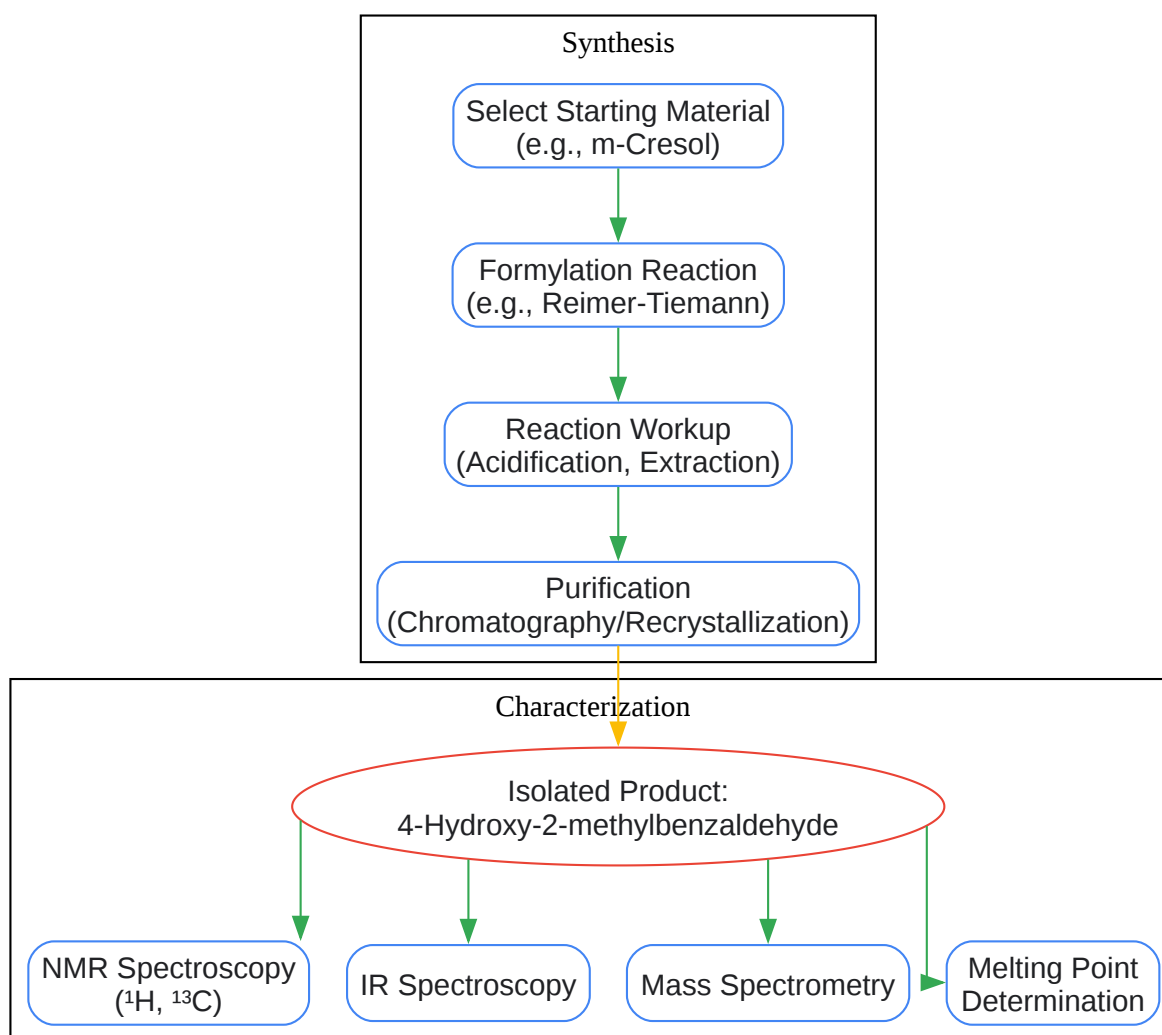 Synthesis
Select Starting Material
(e.g., m-Cresol)
Formylation Reaction
(e.g., Reimer-Tiemann)
Reaction Workup
(Acidification, Extraction)
Purification
(Chromatography/Recrystallization)
Characterization
Isolated Product:
4-Hydroxy-2-methylbenzaldehyde
NMR Spectroscopy
(¹H, ¹³C)
IR Spectroscopy
Mass Spectrometry
Melting Point
Determination